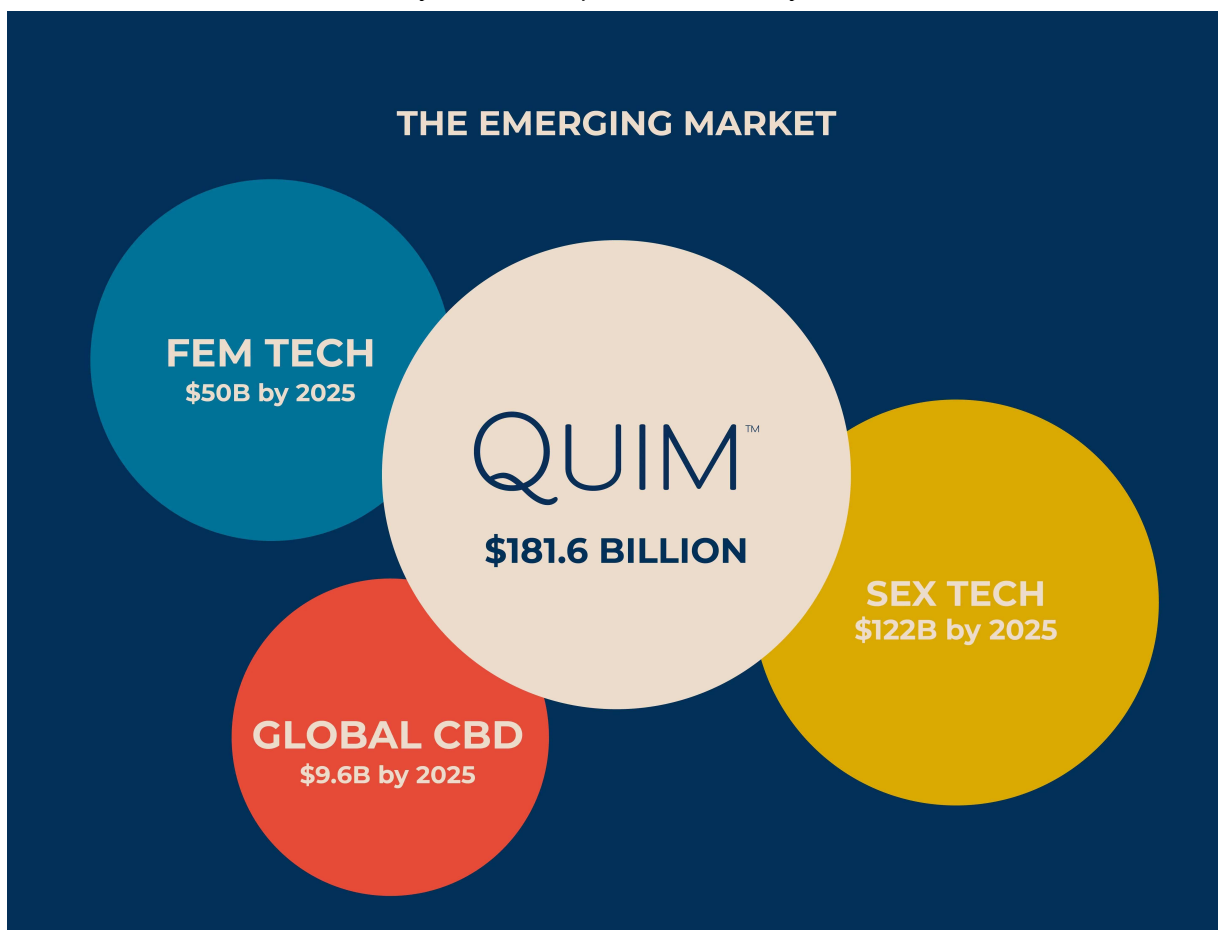 THE EMERGING MARKET
FEM TECH
$50B by 2025
QUIM™
$181.6 BILLION
SEX TECH
$122B by 2025
GLOBAL CBD
$9.6B by 2025